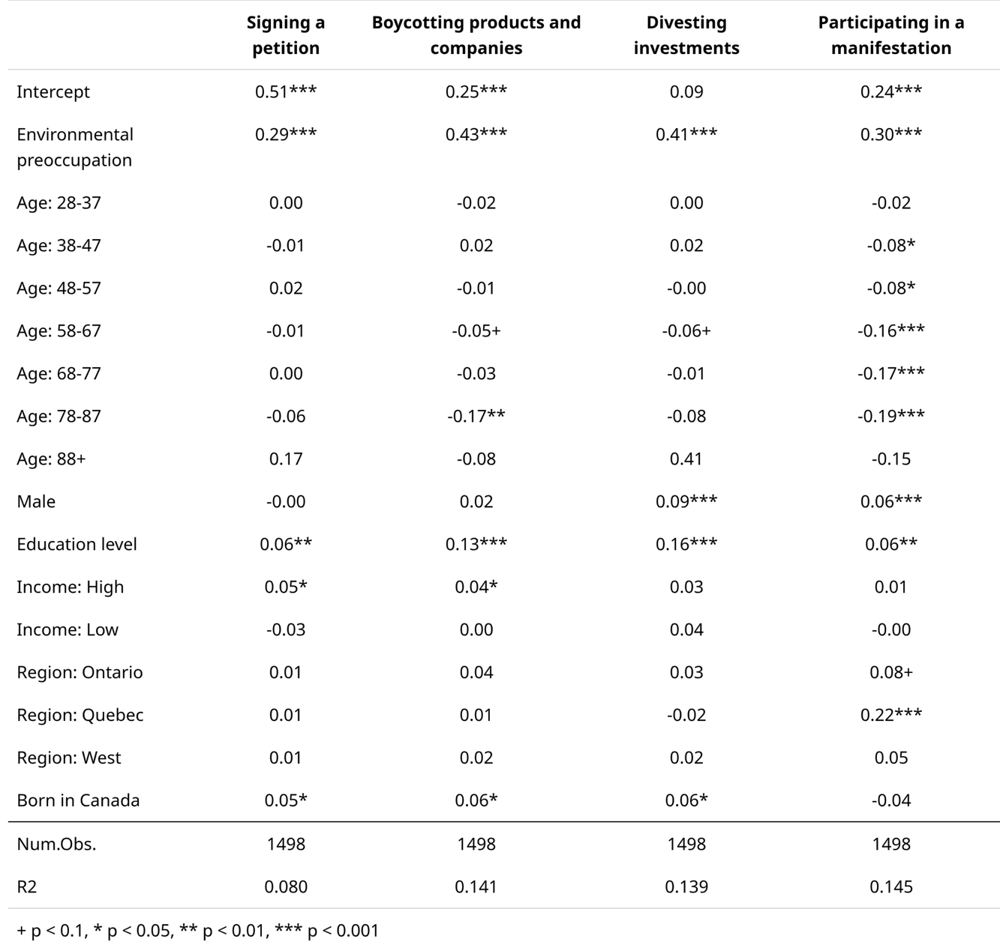 Signing a petition Boycotting products and companies Divesting investments Participating in a manifestation
Intercept 0.51*** 0.25*** 0.09 0.24***
Environmental preoccupation 0.29*** 0.43*** 0.41*** 0.30***
Age: 28-37 0.00 -0.02 0.00 -0.02
Age: 38-47 -0.01 0.02 0.02 -0.08*
Age: 48-57 0.02 -0.01 -0.00 -0.08*
Age: 58-67 -0.01 -0.05+ -0.06+ -0.16***
Age: 68-77 0.00 -0.03 -0.01 -0.17***
Age: 78-87 -0.06 -0.17** -0.08 -0.19***
Age: 88+ 0.17 -0.08 0.41 -0.15
Male -0.00 0.02 0.09*** 0.06***
Education level 0.06** 0.13*** 0.16*** 0.06**
Income: High 0.05* 0.04* 0.03 0.01
Income: Low -0.03 0.00 0.04 -0.00
Region: Ontario 0.01 0.04 0.03 0.08+
Region: Quebec 0.01 0.01 -0.02 0.22***
Region: West 0.01 0.02 0.02 0.05
Born in Canada 0.05* 0.06* 0.06* -0.04
Num.Obs. 1498 1498 1498 1498
R2 0.080 0.141 0.139 0.145
+ p < 0.1, * p < 0.05, ** p < 0.01, *** p < 0.001